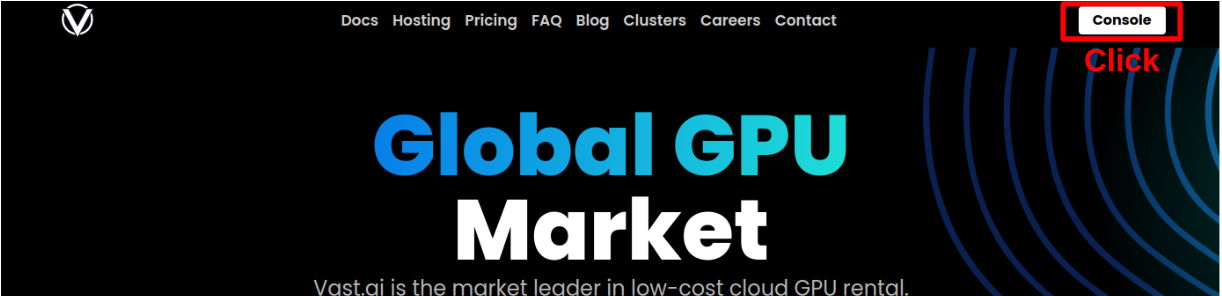 Docs Hosting Pricing FAQ Blog Clusters Careers Contact Console
Click
Global GPU
Market
Vast.ai is the market leader in low-cost cloud GPU rental.